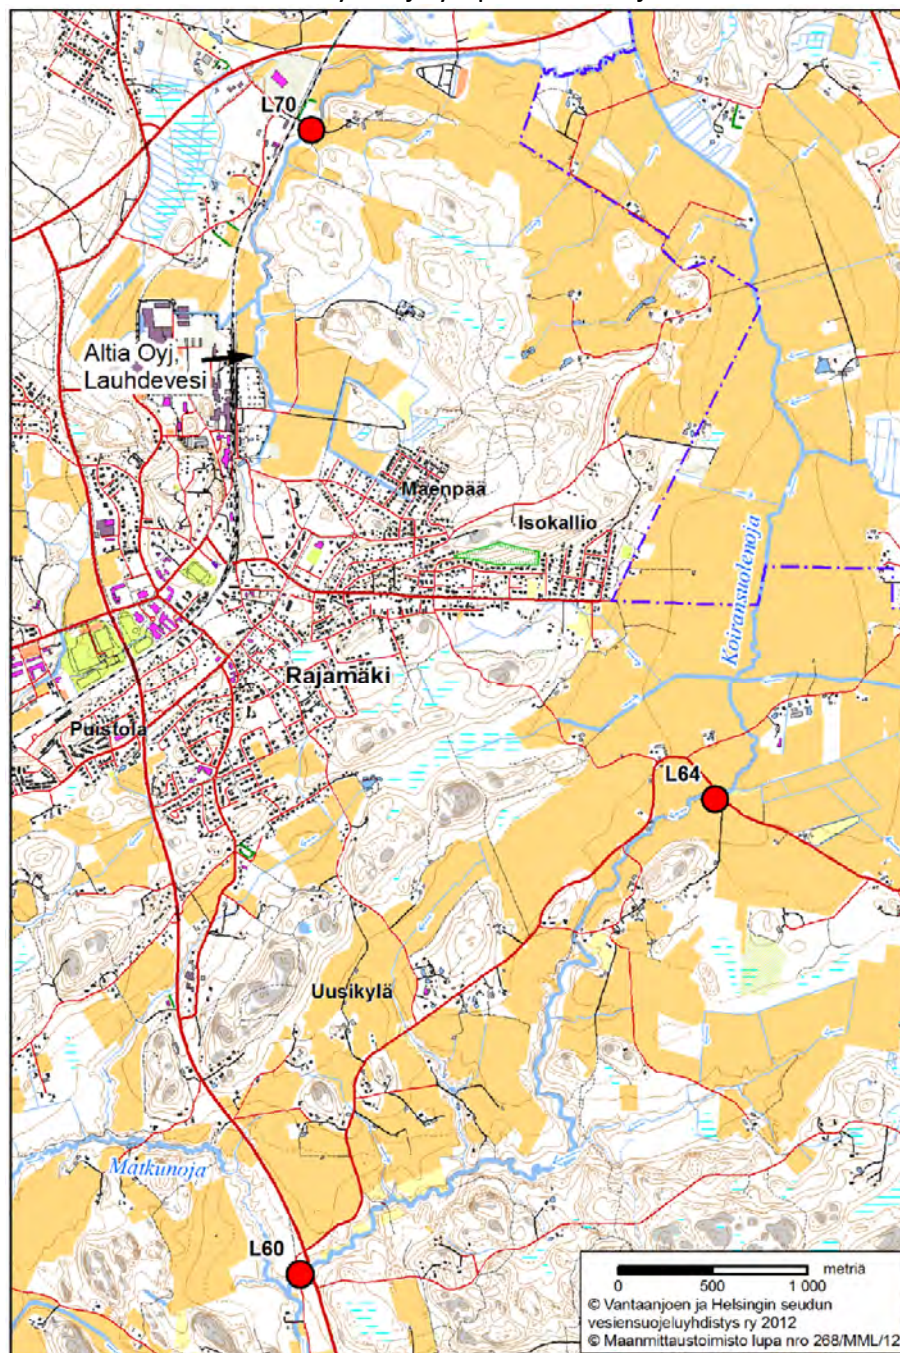 L70
Altia Oyj,
Lauhdevesi
Mäenpää
Isokallio
Koiransuolenoja
Rajamäki
Puistola
L64
Uusikylä
Matkunoja
L60
metriä
0 500 1 000
© Vantaanjoen ja Helsingin seudun
vesiensuojeluyhdistys ry 2012
© Maanmittaustoimisto lupa nro 268/MML/12